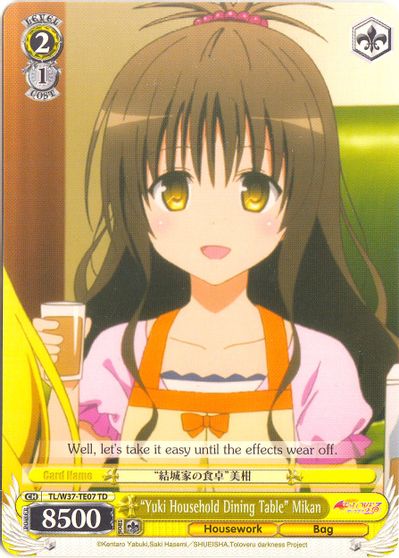 LEVEL
2
1
COST
Well, let's take it easy until the effects wear off.
Card Name
“結城家の食卓”美柑
CH TL/W37-TE07 TD
“Yuki Household Dining Table” Mikan
POWER
8500
Housework
Bag
©Kentaro Yabuki,Saki Hasemi／SHUEISHA,Toloveru darkness Project